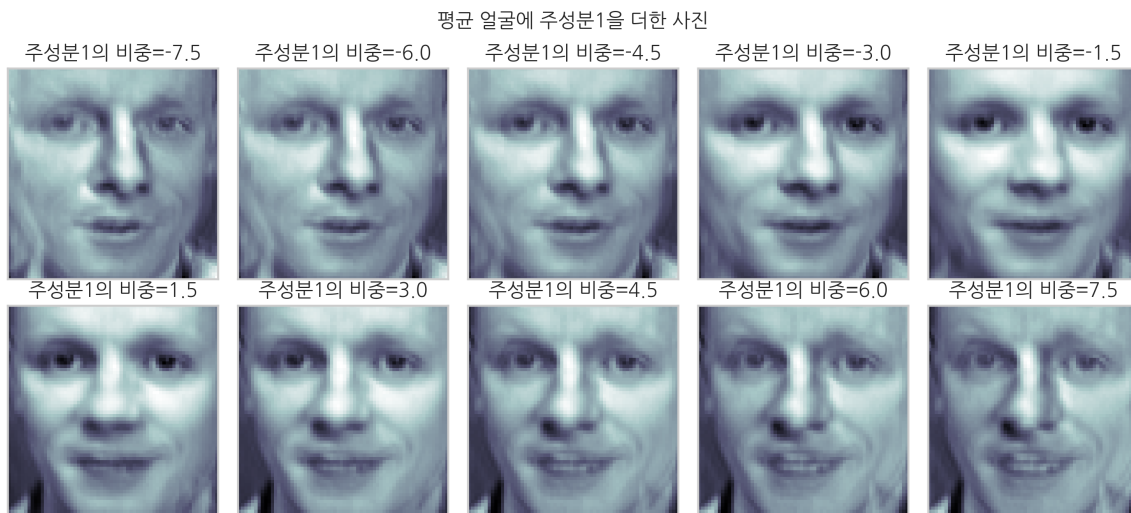 평균 얼굴에 주성분1을 더한 사진
주성분1의 비중=-7.5 주성분1의 비중=-6.0 주성분1의 비중=-4.5 주성분1의 비중=-3.0 주성분1의 비중=-1.5
주성분1의 비중=1.5 주성분1의 비중=3.0 주성분1의 비중=4.5 주성분1의 비중=6.0 주성분1의 비중=7.5